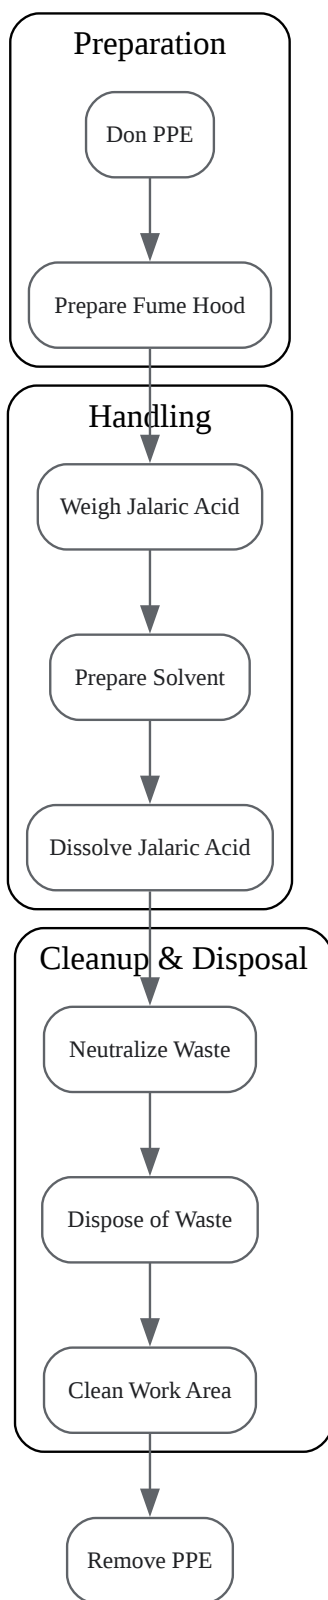 Preparation
Don PPE
Prepare Fume Hood
Handling
Weigh Jalaric Acid
Prepare Solvent
Dissolve Jalaric Acid
Cleanup & Disposal
Neutralize Waste
Dispose of Waste
Clean Work Area
Remove PPE